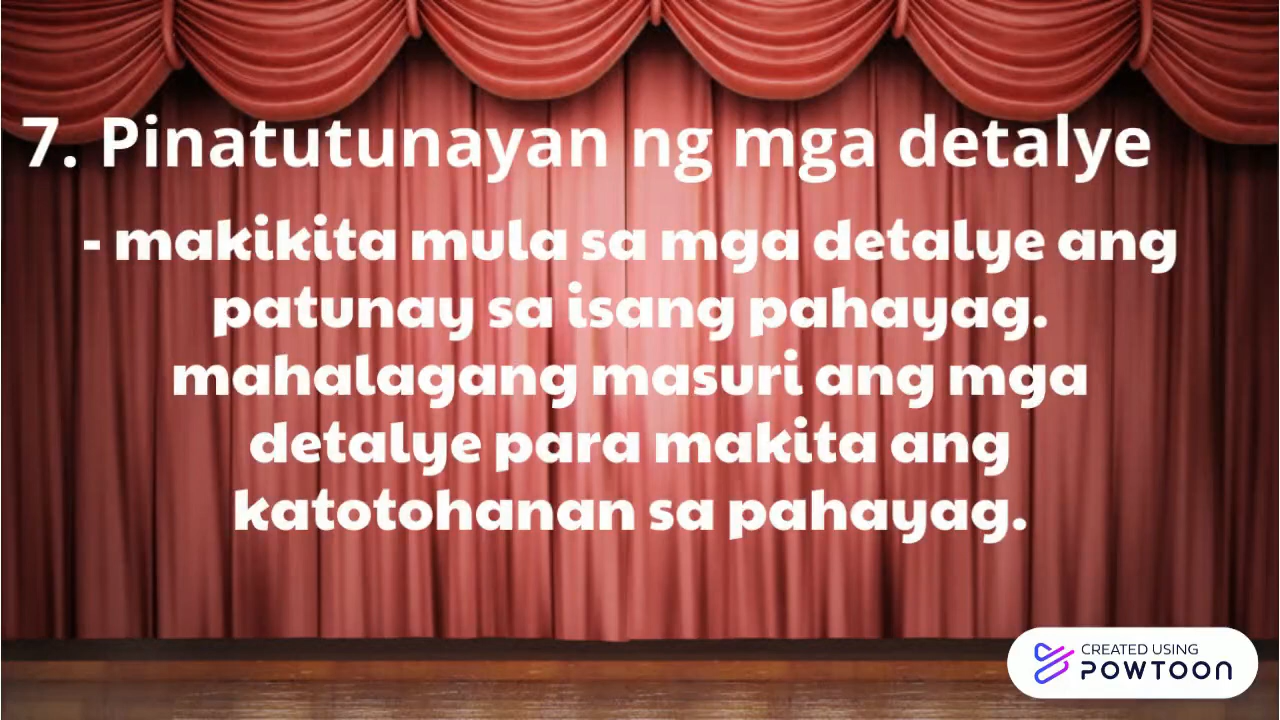 7. Pinatutunayan ng mga detalye
- makikita mula sa mga detalye ang
patunay sa isang pahayag.
mahalagang masuri ang mga
detalye para makita ang
katotohanan sa pahayag.
CREATED USING
POWTOON